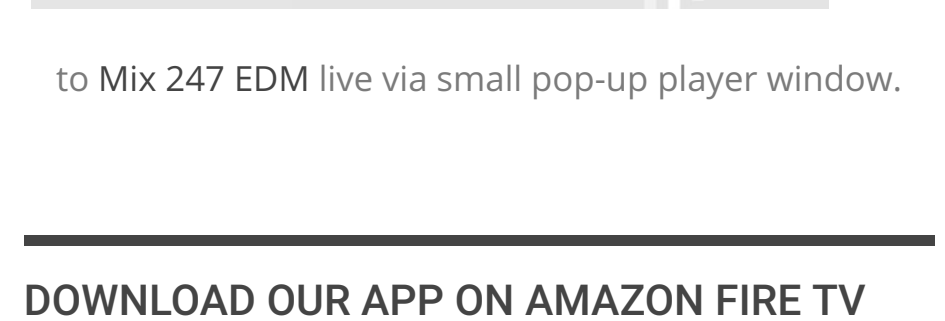 to Mix 247 EDM live via small pop-up player window.
DOWNLOAD OUR APP ON AMAZON FIRE TV